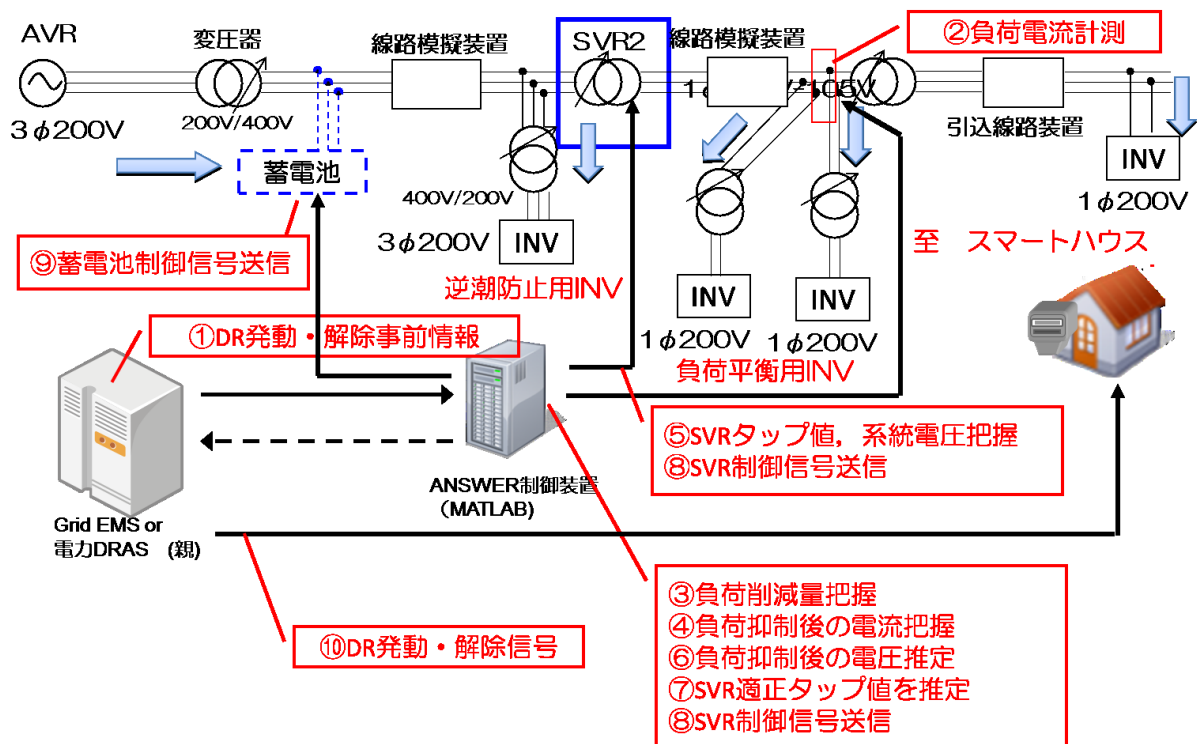 ②負荷電流計測
AVR
変圧器
線路模擬装置
SVR2
線路模擬装置
3φ200V
200V/400V
引込線路装置
蓄電池
400V/200V
INV
1φ200V
3φ200V
INV
至 スマートハウス
⑨蓄電池制御信号送信
逆潮防止用INV
INV
INV
1φ200V
1φ200V
①DR発動・解除事前情報
負荷平衡用INV
⑤SVRタップ値，系統電圧把握
⑧SVR制御信号送信
ANSWER制御装置
（MATLAB)
Grid EMS or
電力DRAS (親)
③負荷削減量把握
④負荷抑制後の電流把握
⑥負荷抑制後の電圧推定
⑦SVR適正タップ値を推定
⑧SVR制御信号送信
⑩DR発動・解除信号